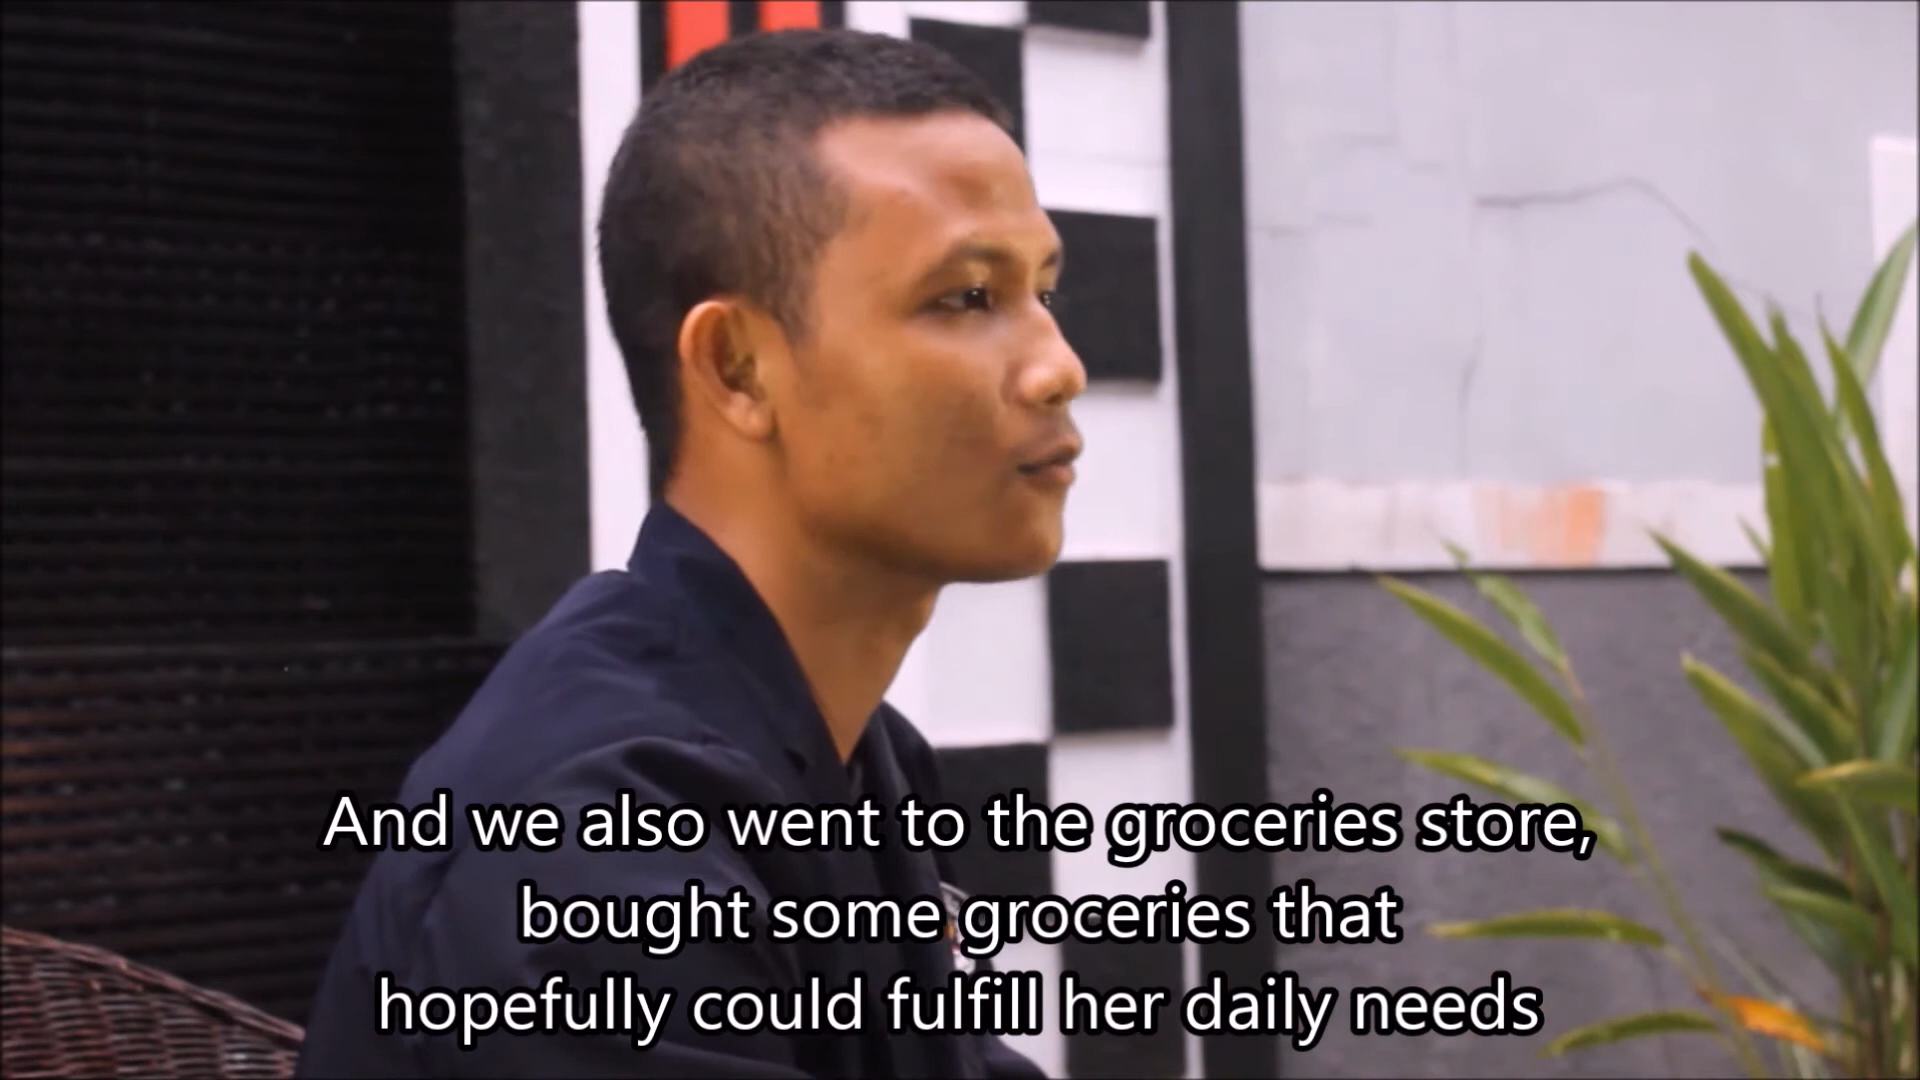 And we also went to the groceries store,
bought some groceries that
hopefully could fulfill her daily needs